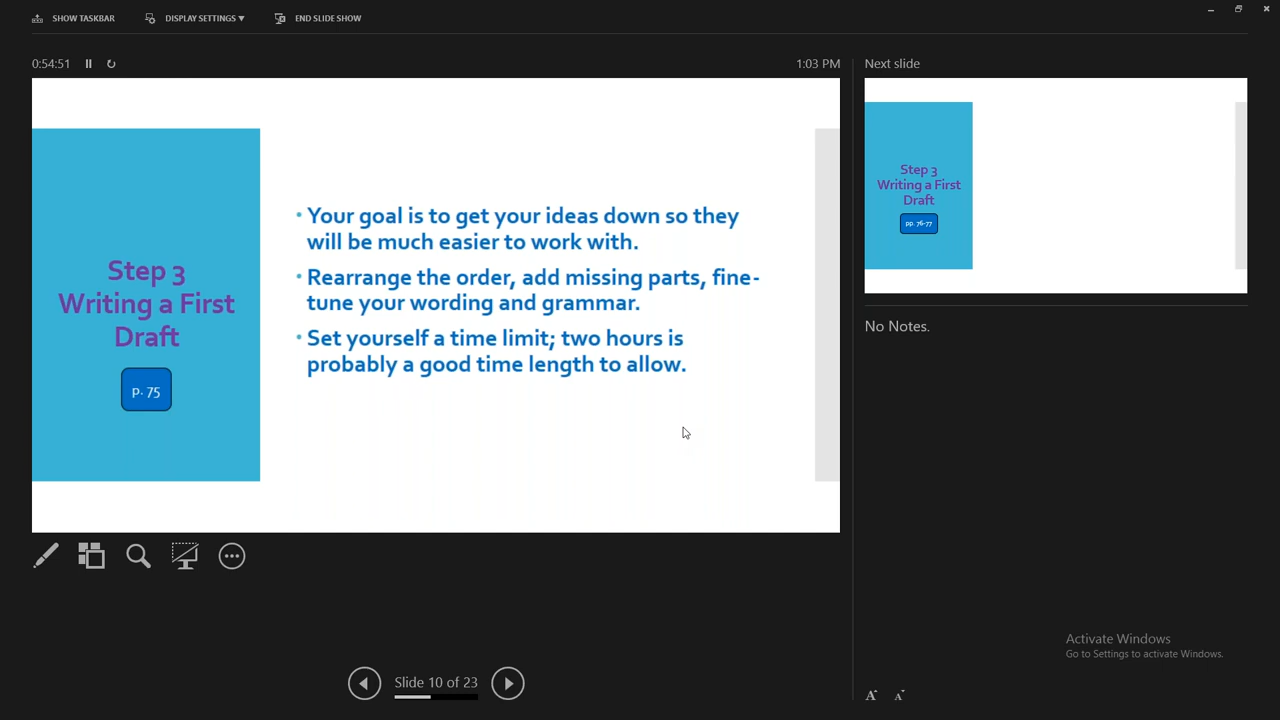 SHOW TASKBAR
DISPLAY SETTINGS ▼
END SLIDE SHOW
0:54:51
1:03 PM
Next slide
Step 3
Writing a First
Draft
p. 75
• Your goal is to get your ideas down so they
will be much easier to work with.
• Rearrange the order, add missing parts, fine-
tune your wording and grammar.
• Set yourself a time limit; two hours is
probably a good time length to allow.
Step 3
Writing a First
Draft
pp. 76-77
No Notes.
Activate Windows
Go to Settings to activate Windows.
Slide 10 of 23
A A